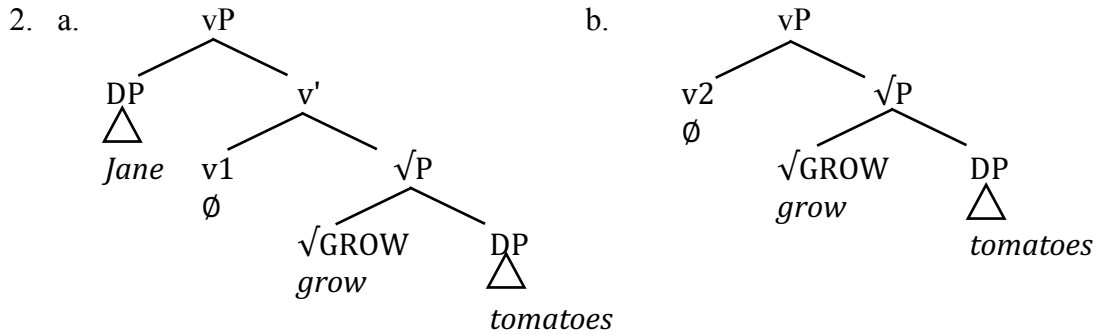 2. a. vP b. vP
DP v' v2 √P
Jane v1 √P ∅ √GROW DP
∅ grow
√GROW DP tomatoes
grow
tomatoes